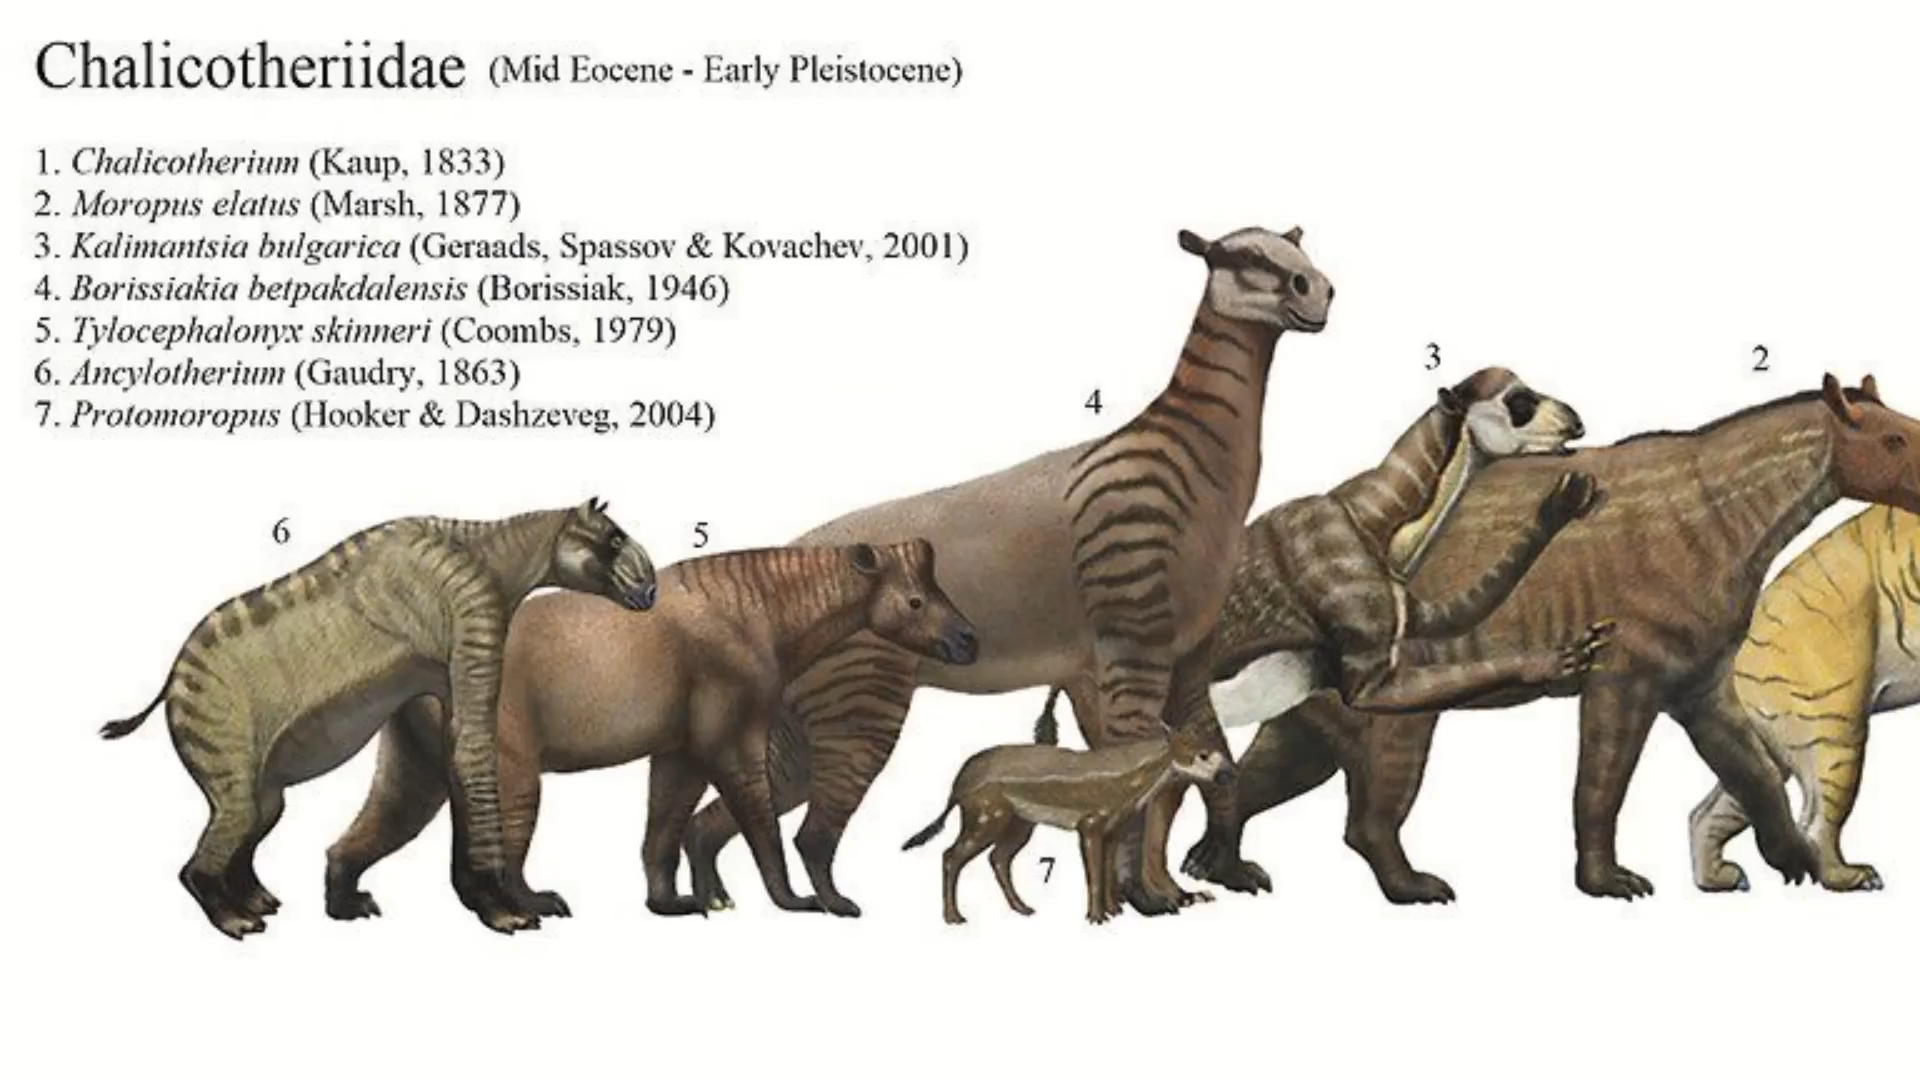 Chalicotheriidae (Mid Eocene - Early Pleistocene)
1. Chalicotherium (Kaup, 1833)
2. Moropus elatus (Marsh, 1877)
3. Kalimantsia bulgarica (Geraads, Spassov & Kovachev, 2001)
4. Borissiakia betpakdalensis (Borissiak, 1946)
5. Tylocephalonyx skinneri (Coombs, 1979)
6. Ancylotherium (Gaudry, 1863)
7. Protomoropus (Hooker & Dashzeveg, 2004)
3
2
4
6
5
7